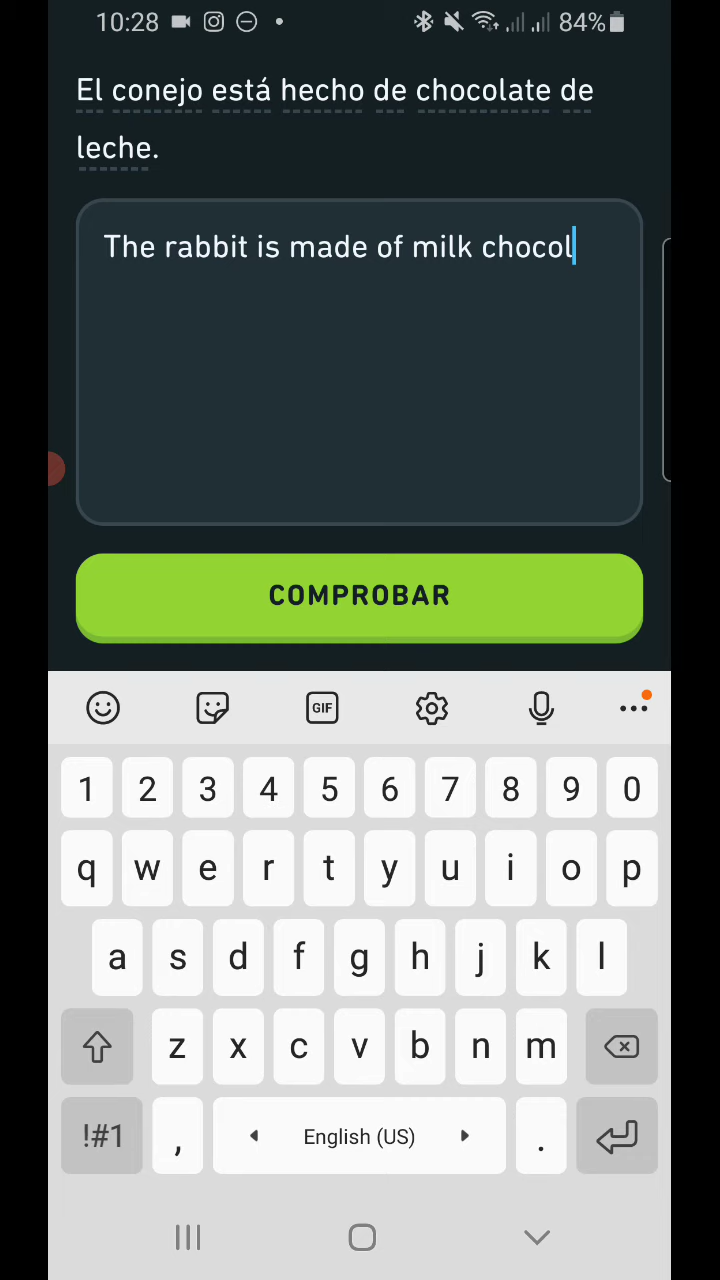 10:28 84%
El conejo está hecho de chocolate de
leche.
The rabbit is made of milk chocol
COMPROBAR
GIF
1 2 3 4 5 6 7 8 9 0
q w e r t y u i o p
a s d f g h j k l
z x c v b n m
!#1 , English (US) .